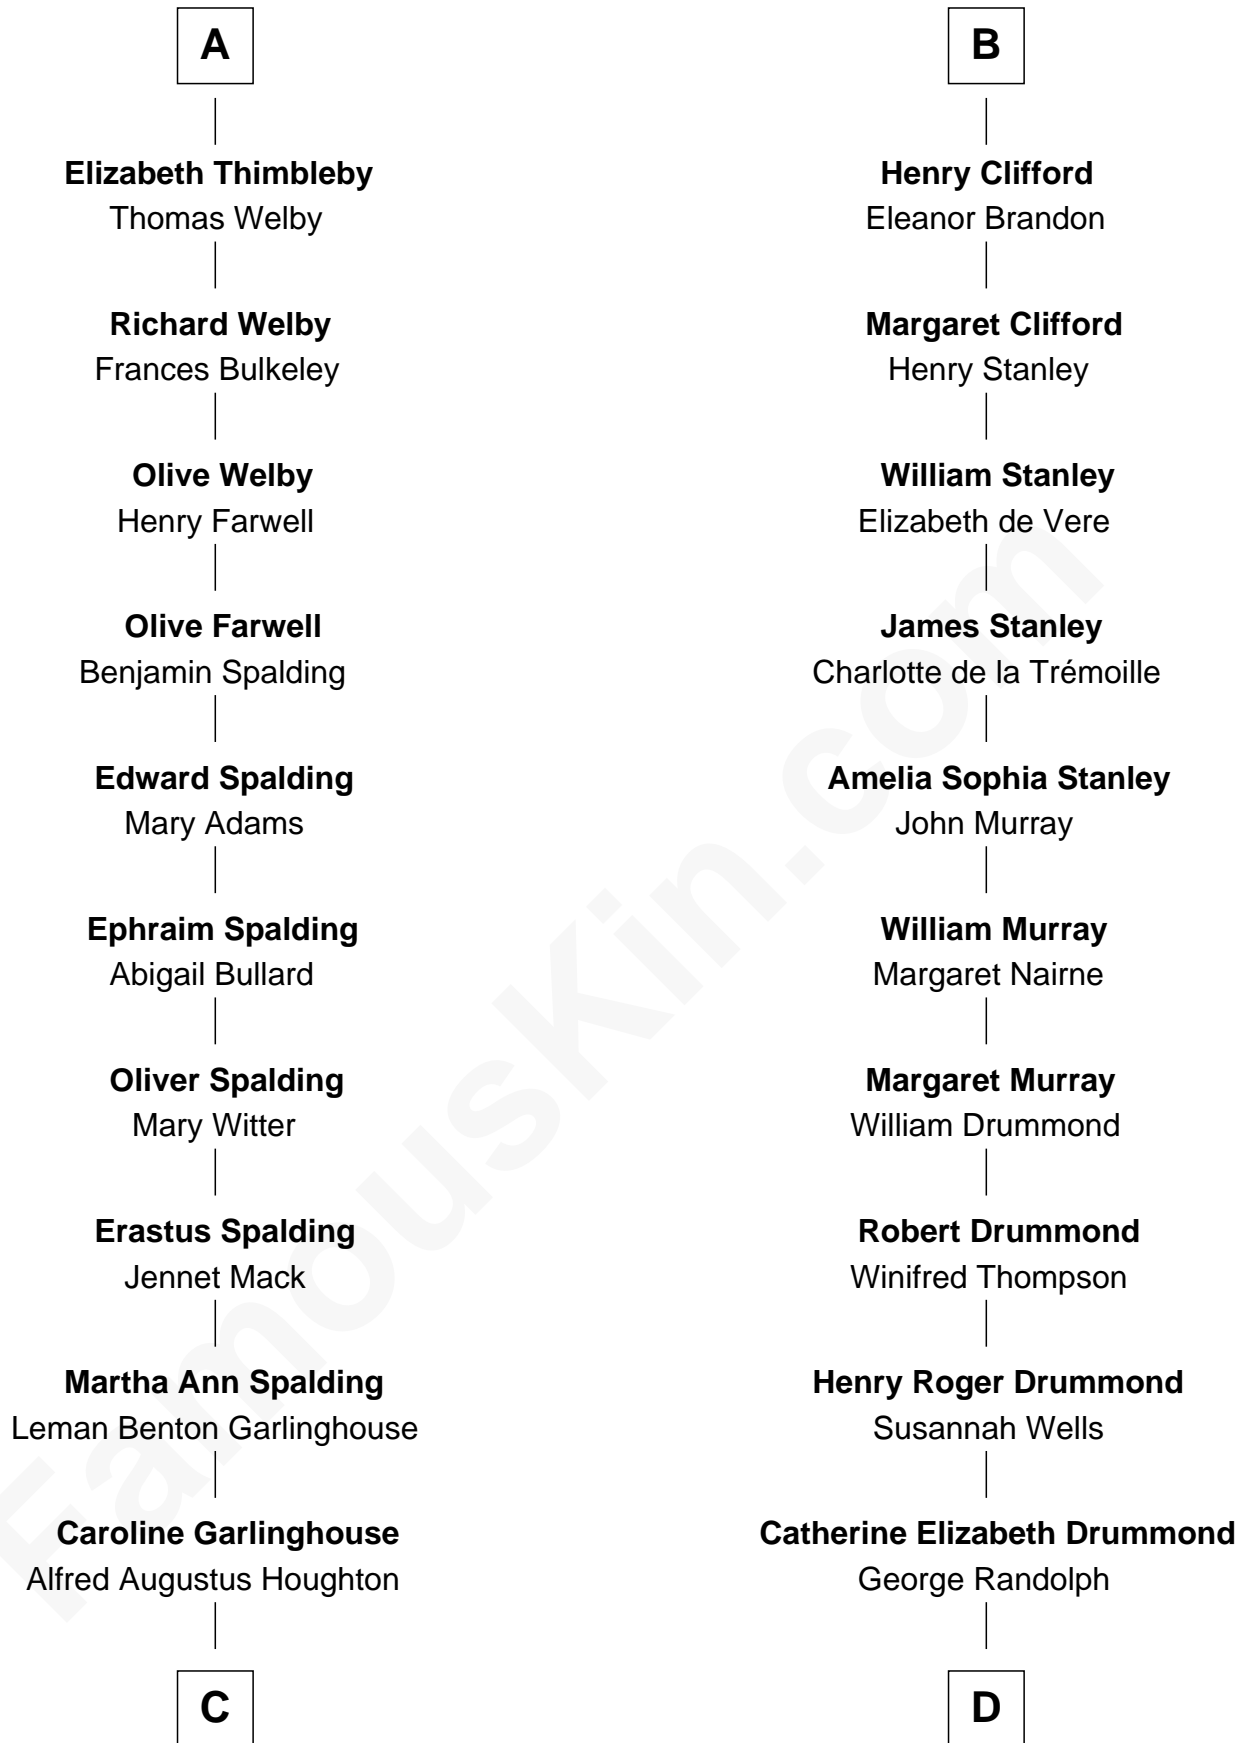 A
Elizabeth Thimbleby
Thomas Welby
Richard Welby
Frances Bulkeley
Olive Welby
Henry Farwell
Olive Farwell
Benjamin Spalding
Edward Spalding
Mary Adams
Ephraim Spalding
Abigail Bullard
Oliver Spalding
Mary Witter
Erastus Spalding
Jennet Mack
Martha Ann Spalding
Leman Benton Garlinghouse
Caroline Garlinghouse
Alfred Augustus Houghton
C
B
Henry Clifford
Eleanor Brandon
Margaret Clifford
Henry Stanley
William Stanley
Elizabeth de Vere
James Stanley
Charlotte de la Trémoille
Amelia Sophia Stanley
John Murray
William Murray
Margaret Nairne
Margaret Murray
William Drummond
Robert Drummond
Winifred Thompson
Henry Roger Drummond
Susannah Wells
Catherine Elizabeth Drummond
George Randolph
D
FamousKin.com